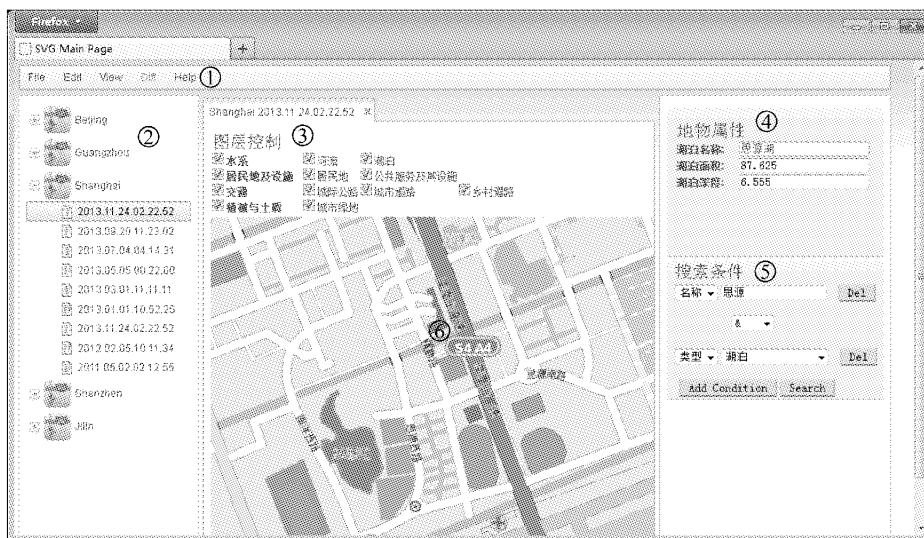 Firefox
SVG Main Page
File Edit View Diff Help ①
② 
Beijing
Guangzhou
Shanghai
2013.11.24.02.22.52
2013.09.20.11.23.02
2013.07.04.04.14.31
2013.05.05.00.22.00
2013.03.01.11.11.11
2013.01.01.10.52.25
2013.11.24.02.22.52
2012.02.05.10.11.34
2011.05.02.02.12.55
Shenzhen
Jilin
Shanghai 2013.11.24.02.22.52 ×
图层控制 ③
水系 河流 湖泊
居民地及设施 居民地 公共服务及其设施
交通 城际公路 城市道路 乡村道路
植被与土质 城市绿地
⑥
S4 A4
地物属性 ④
湖泊名称: 思源湖
湖泊面积: 87.625
湖泊深度: 6.555
搜索条件 ⑤
名称 思源 Del
&
类型 湖泊 Del
Add Condition Search